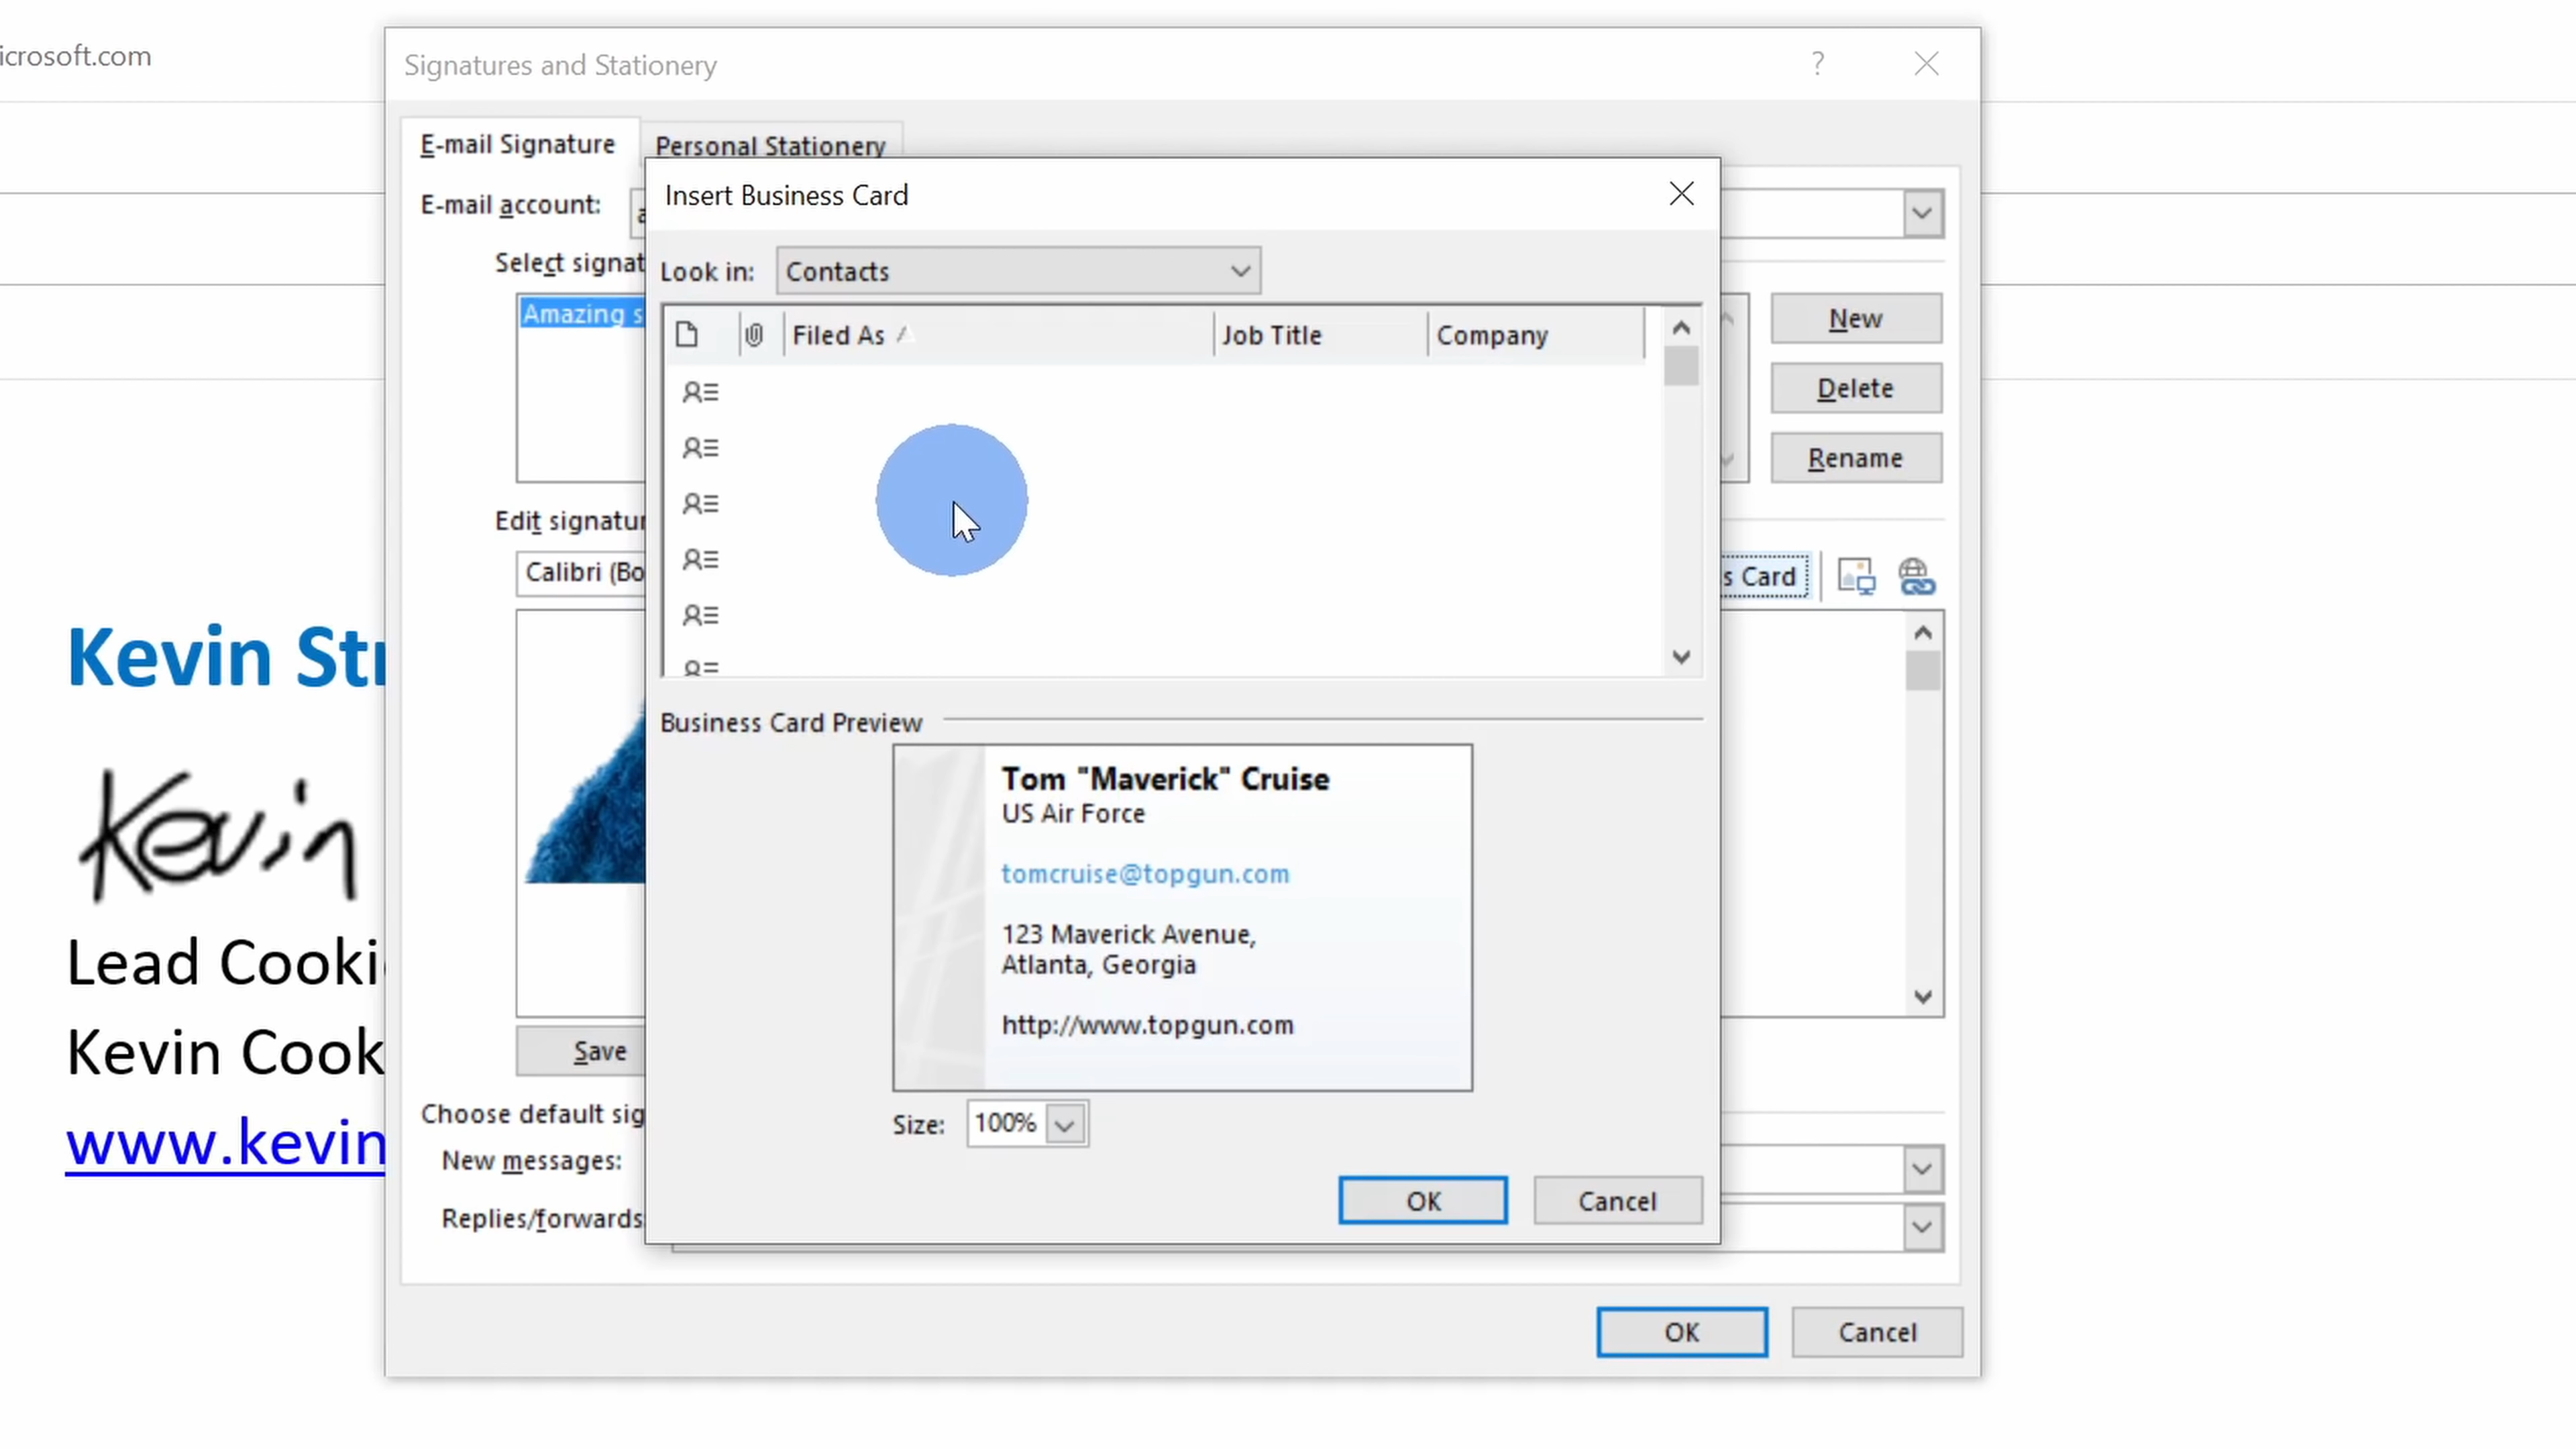 icrosoft.com
Signatures and Stationery
?
E-mail Signature
Personal Stationery
E-mail account:
Insert Business Card
Look in:
Contacts
Select signat
Amazing s
Filed As
Job Title
Company
New
Delete
Rename
Edit signatur
Calibri (Bo
s Card
Kevin Str
Kevin
Lead Cooki
Kevin Cook
www.kevin
Business Card Preview
Tom "Maverick" Cruise
US Air Force
tomcruise@topgun.com
123 Maverick Avenue,
Atlanta, Georgia
http://www.topgun.com
Save
Size:
100%
Choose default sig
New messages:
Replies/forwards:
OK
Cancel
OK
Cancel